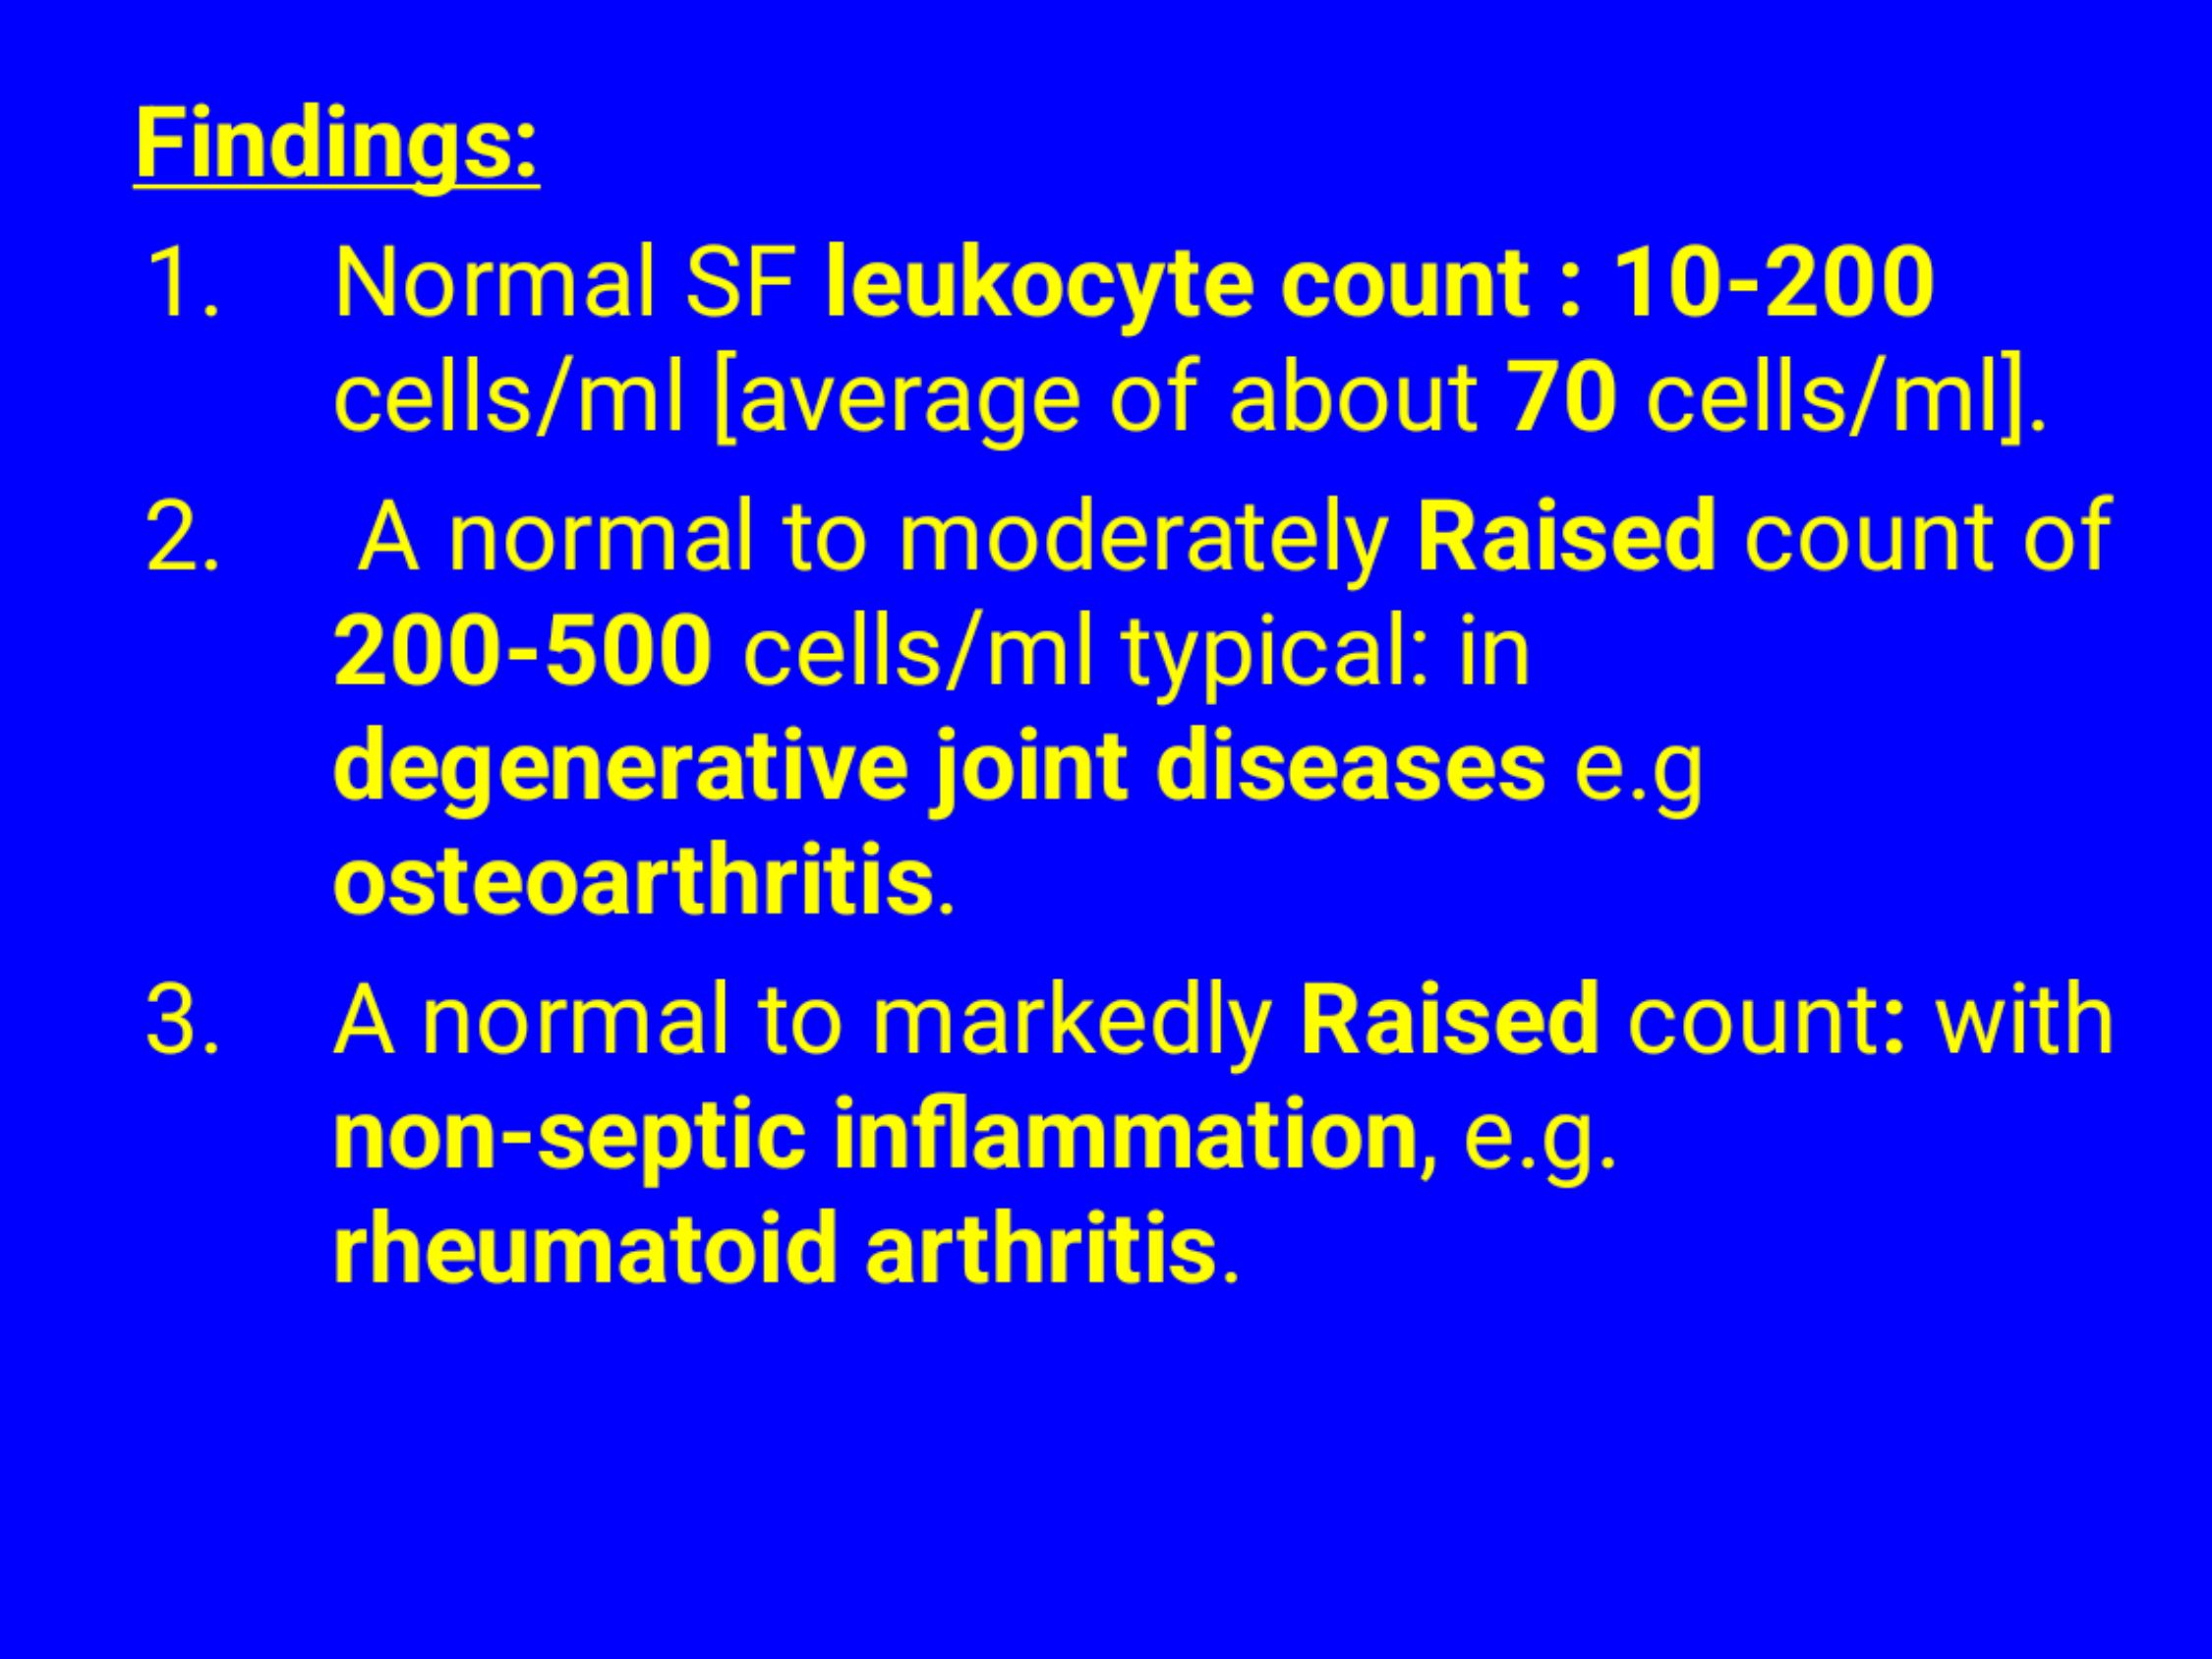 Findings:
1. Normal SF leukocyte count : 10-200
cells/ml [average of about 70 cells/ml].
2. A normal to moderately Raised count of
200-500 cells/ml typical: in
degenerative joint diseases e.g
osteoarthritis.
3. A normal to markedly Raised count: with
non-septic inflammation, e.g.
rheumatoid arthritis.